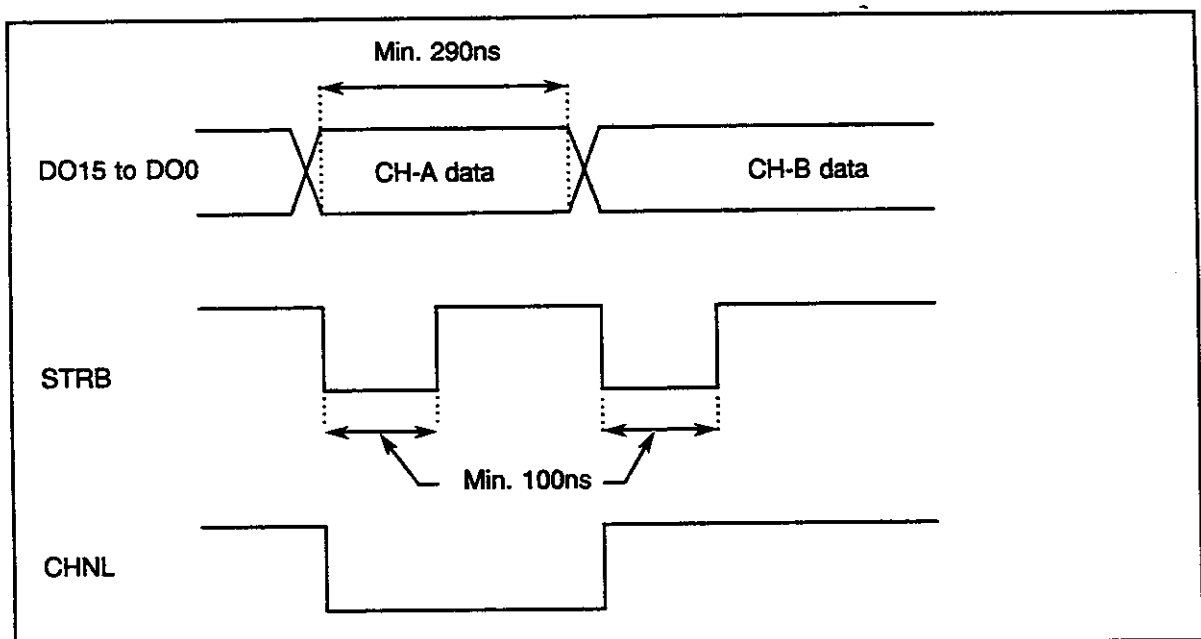 Min. 290ns
DO15 to DO0
CH-A data
CH-B data
STRB
Min. 100ns
CHNL